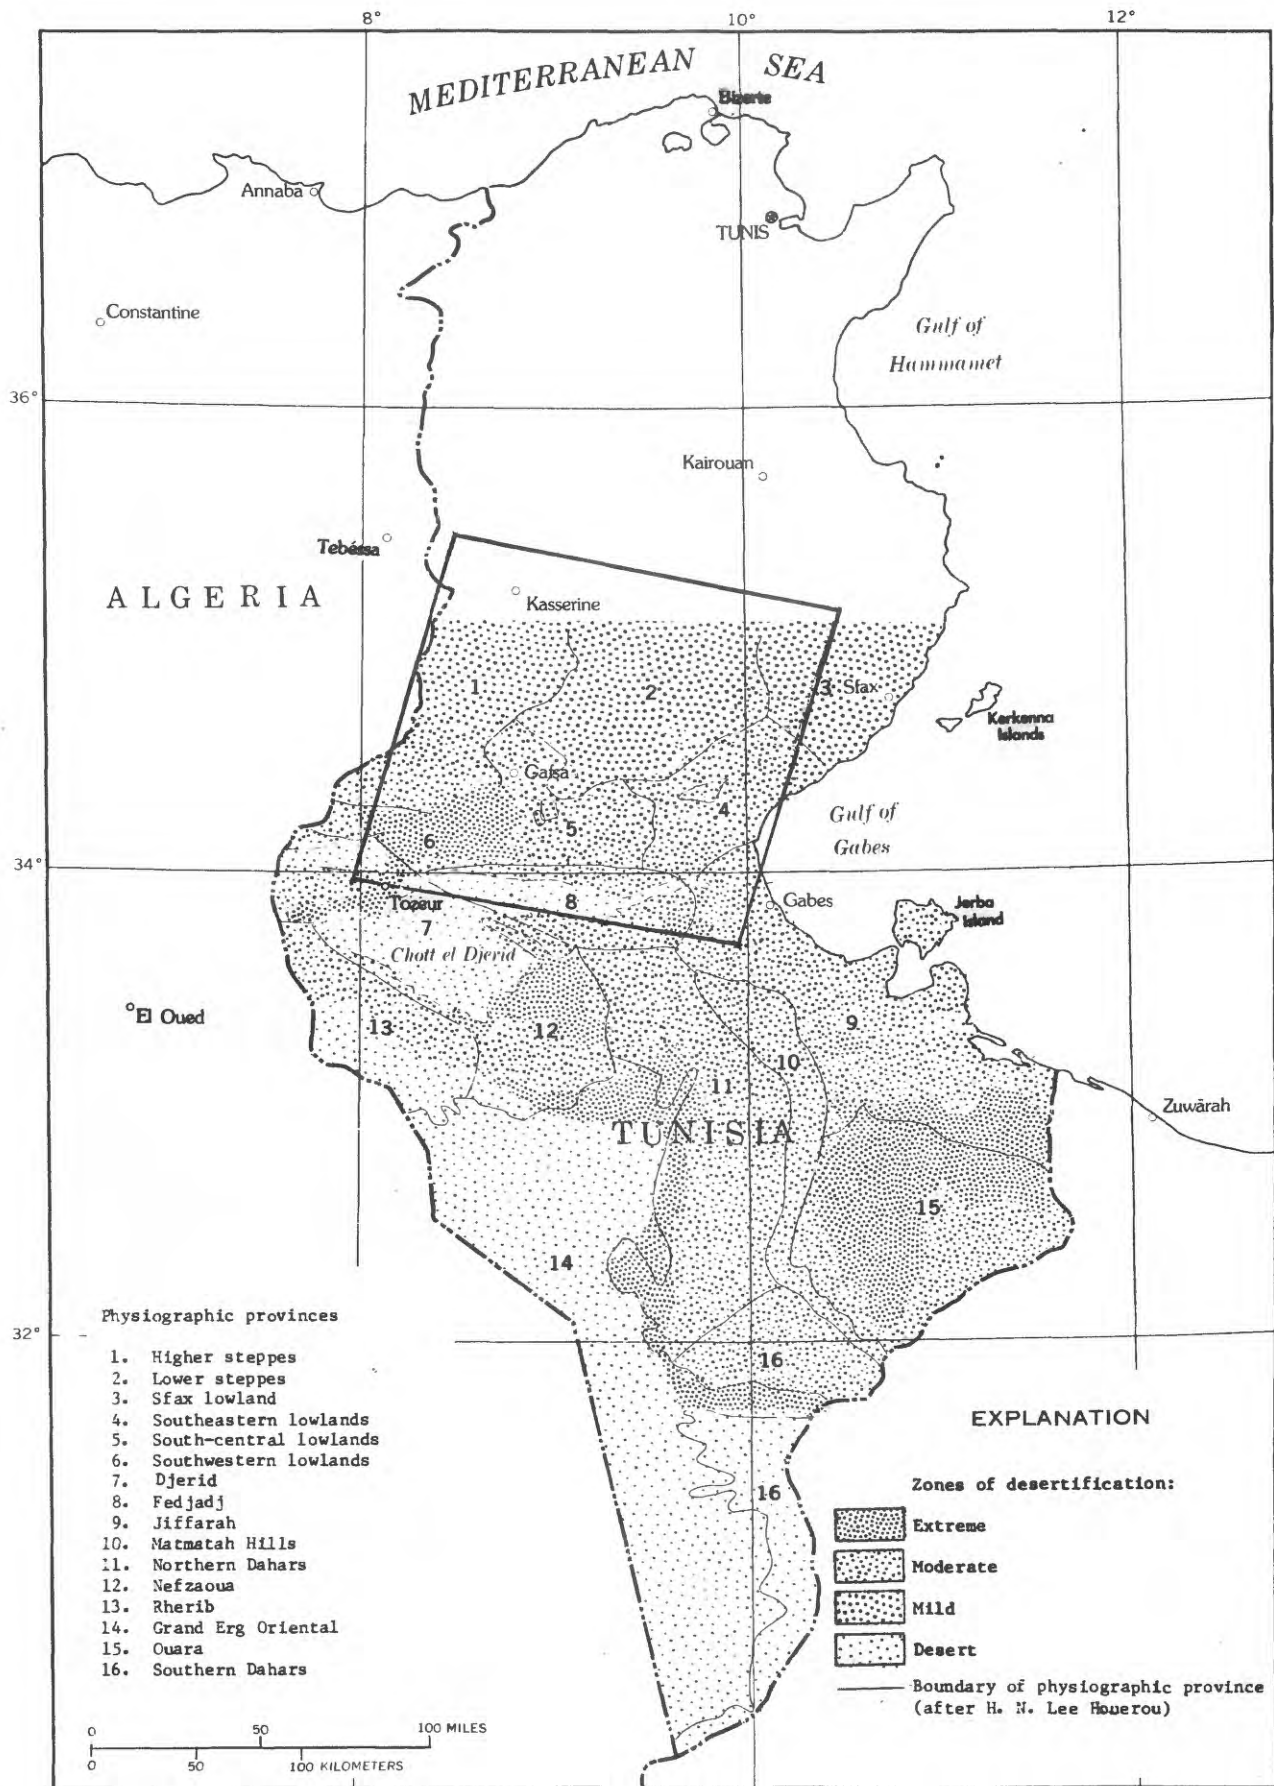 8°
10°
12°
MEDITERRANEAN SEA
Bizerte
Annaba
TUNIS
Constantine
Gulf of
Hammamet
36°
Kairouan
Tebéssa
ALGERIA
Kasserine
1
2
3
Sfax
Kerkenna
Islands
Gafsa
4
5
6
Gulf of
Gabes
34°
Tozeur
8
Gabes
Jerba
Island
7
Chott el Djerid
El Oued
13
12
9
10
11
Zuwārah
TUNISIA
15
14
Physiographic provinces
32°
1. Higher steppes
2. Lower steppes
3. Sfax lowland
4. Southeastern lowlands
5. South-central lowlands
6. Southwestern lowlands
7. Djerid
8. Fedjadj
9. Jiffarah
10. Matmatah Hills
11. Northern Dahars
12. Nefzaoua
13. Rherib
14. Grand Erg Oriental
15. Ouara
16. Southern Dahars
16
16
EXPLANATION
Zones of desertification:
Extreme
Moderate
Mild
Desert
Boundary of physiographic province
(after H. N. Lee Houerou)
0 50 100 MILES
0 50 100 KILOMETERS